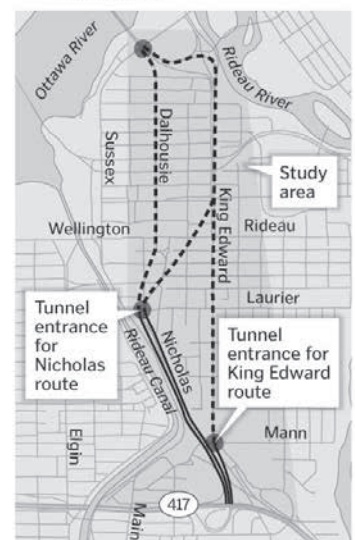 Ottawa River
Rideau River
Sussex
Dalhousie
Study
area
King Edward
Wellington
Rideau
Laurier
Tunnel
entrance
for
Nicholas
route
Nicholas
Rideau Canal
Tunnel
entrance for
King Edward
route
Mann
Elgin
Main
417